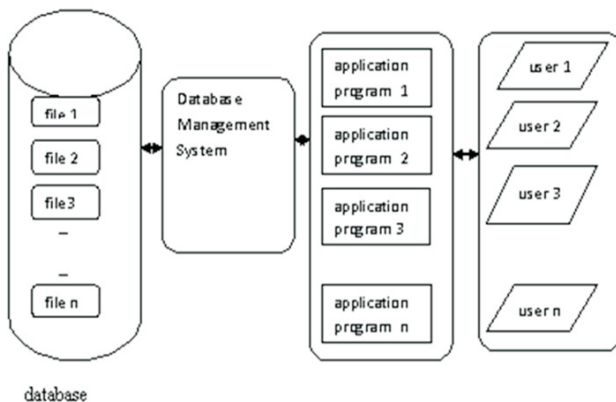 file 1
file 2
file3
file n
database
Database
Management
System
application
program 1
application
program 2
application
program 3
application
program n
user 1
user 2
user 3
user n